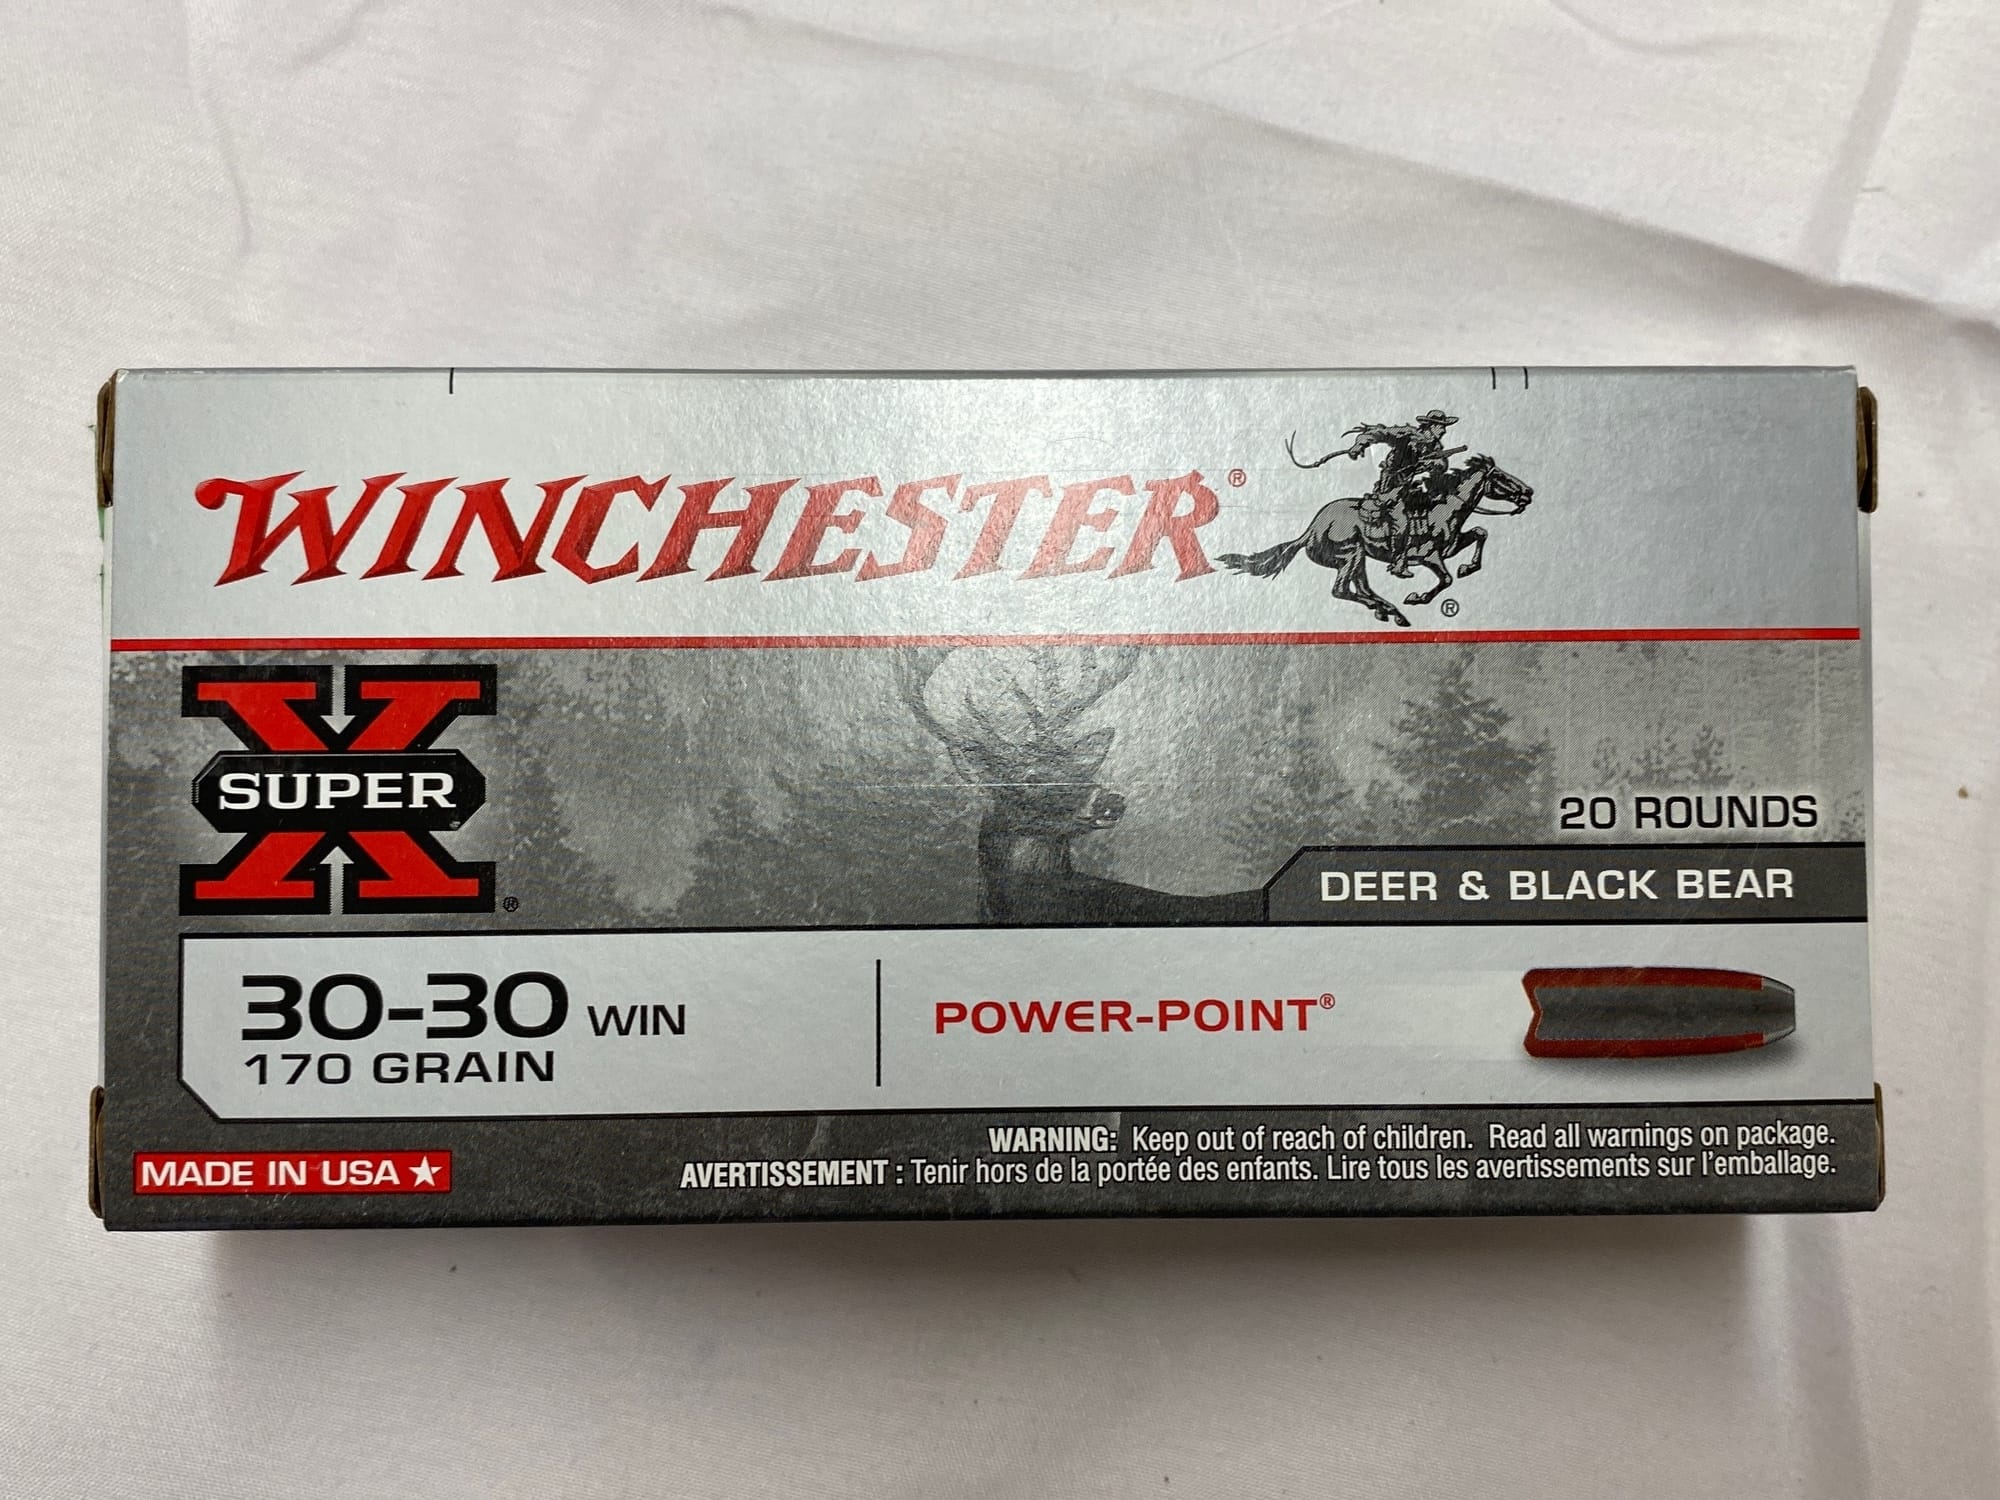 WINCHESTER®
®
X
SUPER
®
20 ROUNDS
DEER & BLACK BEAR
30-30 WIN
170 GRAIN
POWER-POINT®
MADE IN USA
WARNING: Keep out of reach of children. Read all warnings on package.
AVERTISSEMENT : Tenir hors de la portée des enfants. Lire tous les avertissements sur l'emballage.